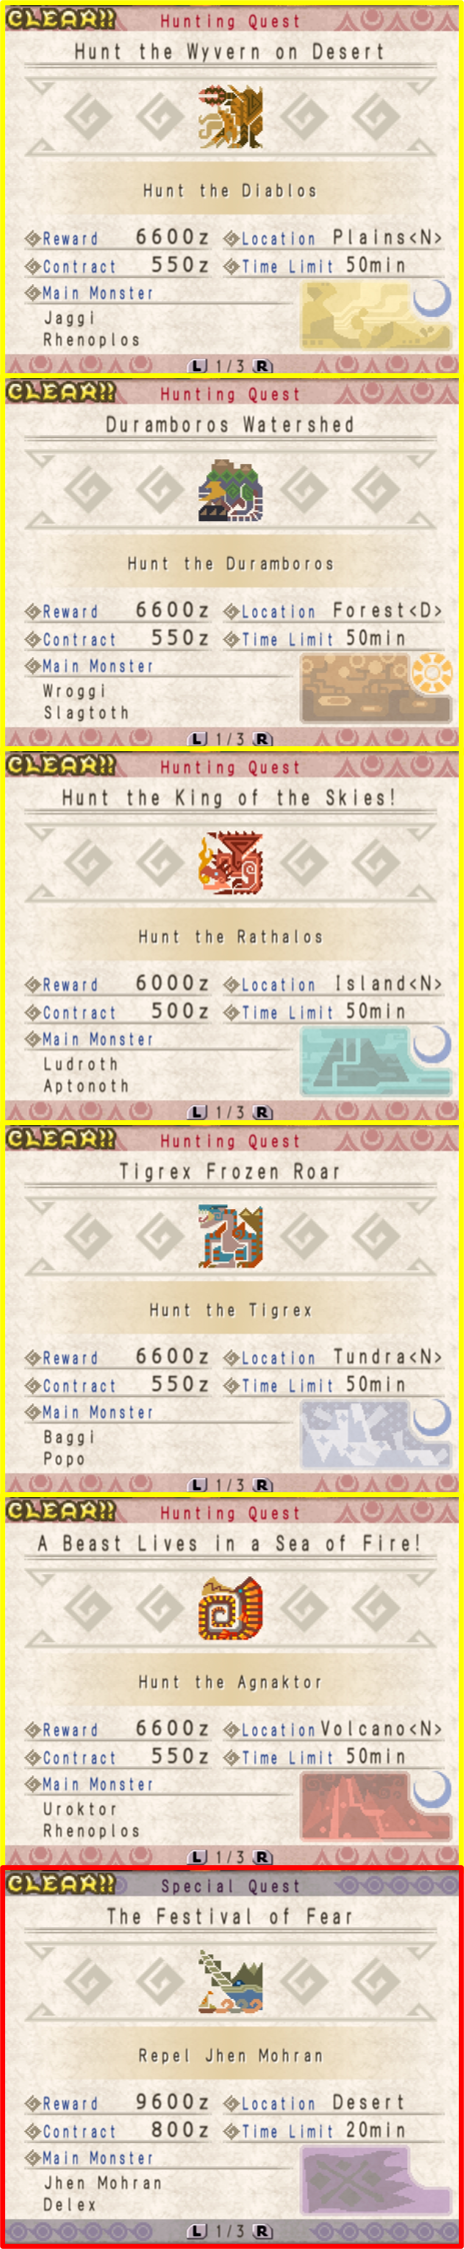 CLEAR!! Hunting Quest
Hunt the Wyvern on Desert
Hunt the Diablos
Reward 6600z Location Plains<N>
Contract 550z Time Limit 50min
Main Monster
Jaggi
Rhenoplos
L 1/3 R
CLEAR!! Hunting Quest
Duramboros Watershed
Hunt the Duramboros
Reward 6600z Location Forest<D>
Contract 550z Time Limit 50min
Main Monster
Wroggi
Slagtoth
L 1/3 R
CLEAR!! Hunting Quest
Hunt the King of the Skies!
Hunt the Rathalos
Reward 6000z Location Island<N>
Contract 500z Time Limit 50min
Main Monster
Ludroth
Aptonoth
L 1/3 R
CLEAR!! Hunting Quest
Tigrex Frozen Roar
Hunt the Tigrex
Reward 6600z Location Tundra<N>
Contract 550z Time Limit 50min
Main Monster
Baggi
Popo
L 1/3 R
CLEAR!! Hunting Quest
A Beast Lives in a Sea of Fire!
Hunt the Agnaktor
Reward 6600z Location Volcano<N>
Contract 550z Time Limit 50min
Main Monster
Uroktor
Rhenoplos
L 1/3 R
CLEAR!! Special Quest
The Festival of Fear
Repel Jhen Mohran
Reward 9600z Location Desert
Contract 800z Time Limit 20min
Main Monster
Jhen Mohran
Delex
L 1/3 R